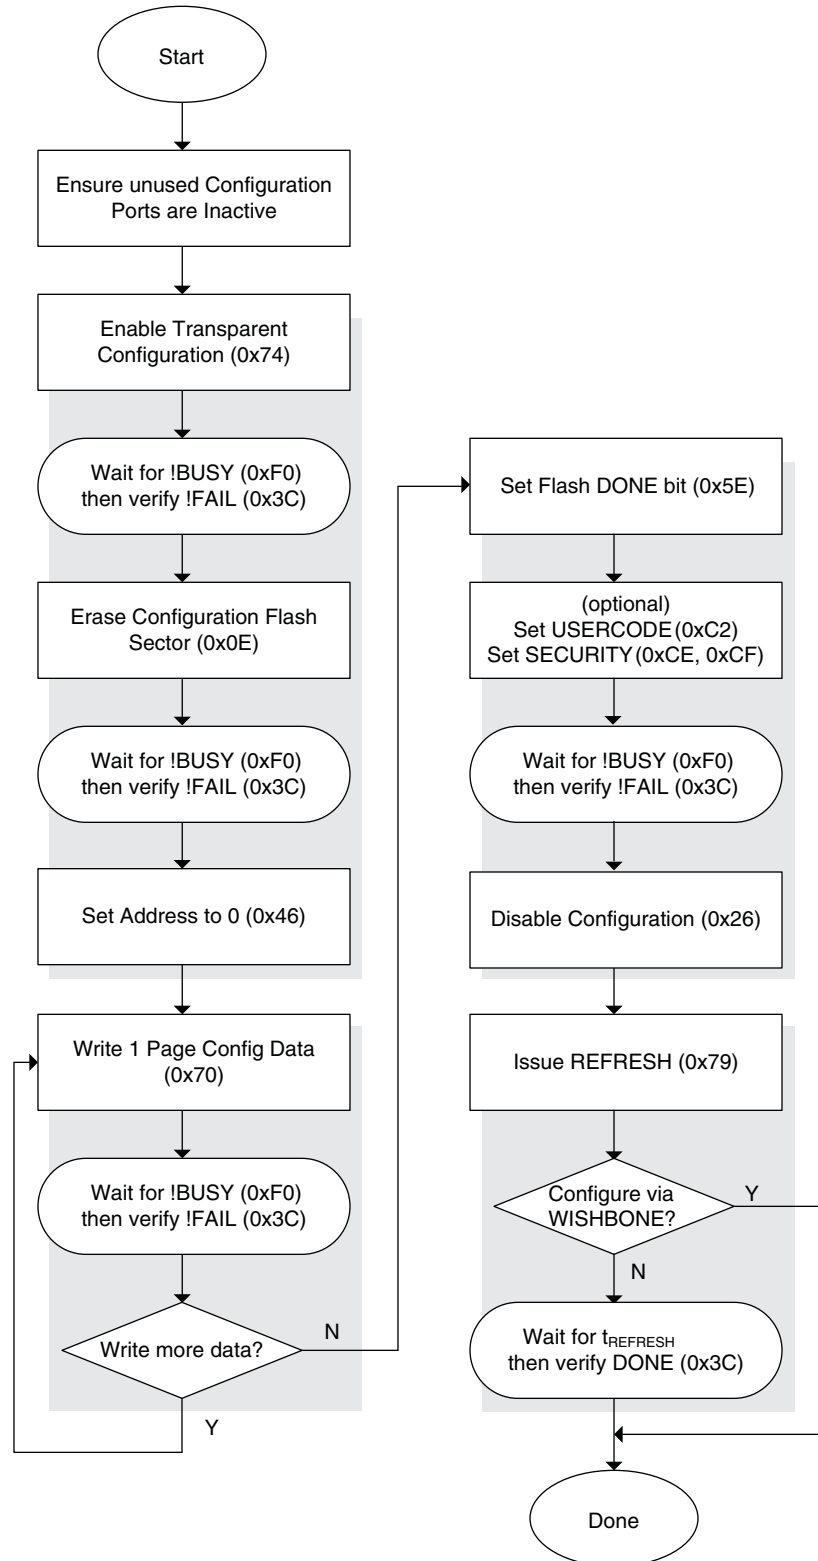 Start
Ensure unused Configuration
Ports are Inactive
Enable Transparent
Configuration (0x74)
Wait for !BUSY (0xF0)
then verify !FAIL (0x3C)
Erase Configuration Flash
Sector (0x0E)
Wait for !BUSY (0xF0)
then verify !FAIL (0x3C)
Set Address to 0 (0x46)
Write 1 Page Config Data
(0x70)
Wait for !BUSY (0xF0)
then verify !FAIL (0x3C)
Write more data?
N
Y
Set Flash DONE bit (0x5E)
(optional)
Set USERCODE (0xC2)
Set SECURITY (0xCE, 0xCF)
Wait for !BUSY (0xF0)
then verify !FAIL (0x3C)
Disable Configuration (0x26)
Issue REFRESH (0x79)
Configure via
WISHBONE?
Y
N
Wait for tREFRESH
then verify DONE (0x3C)
Done